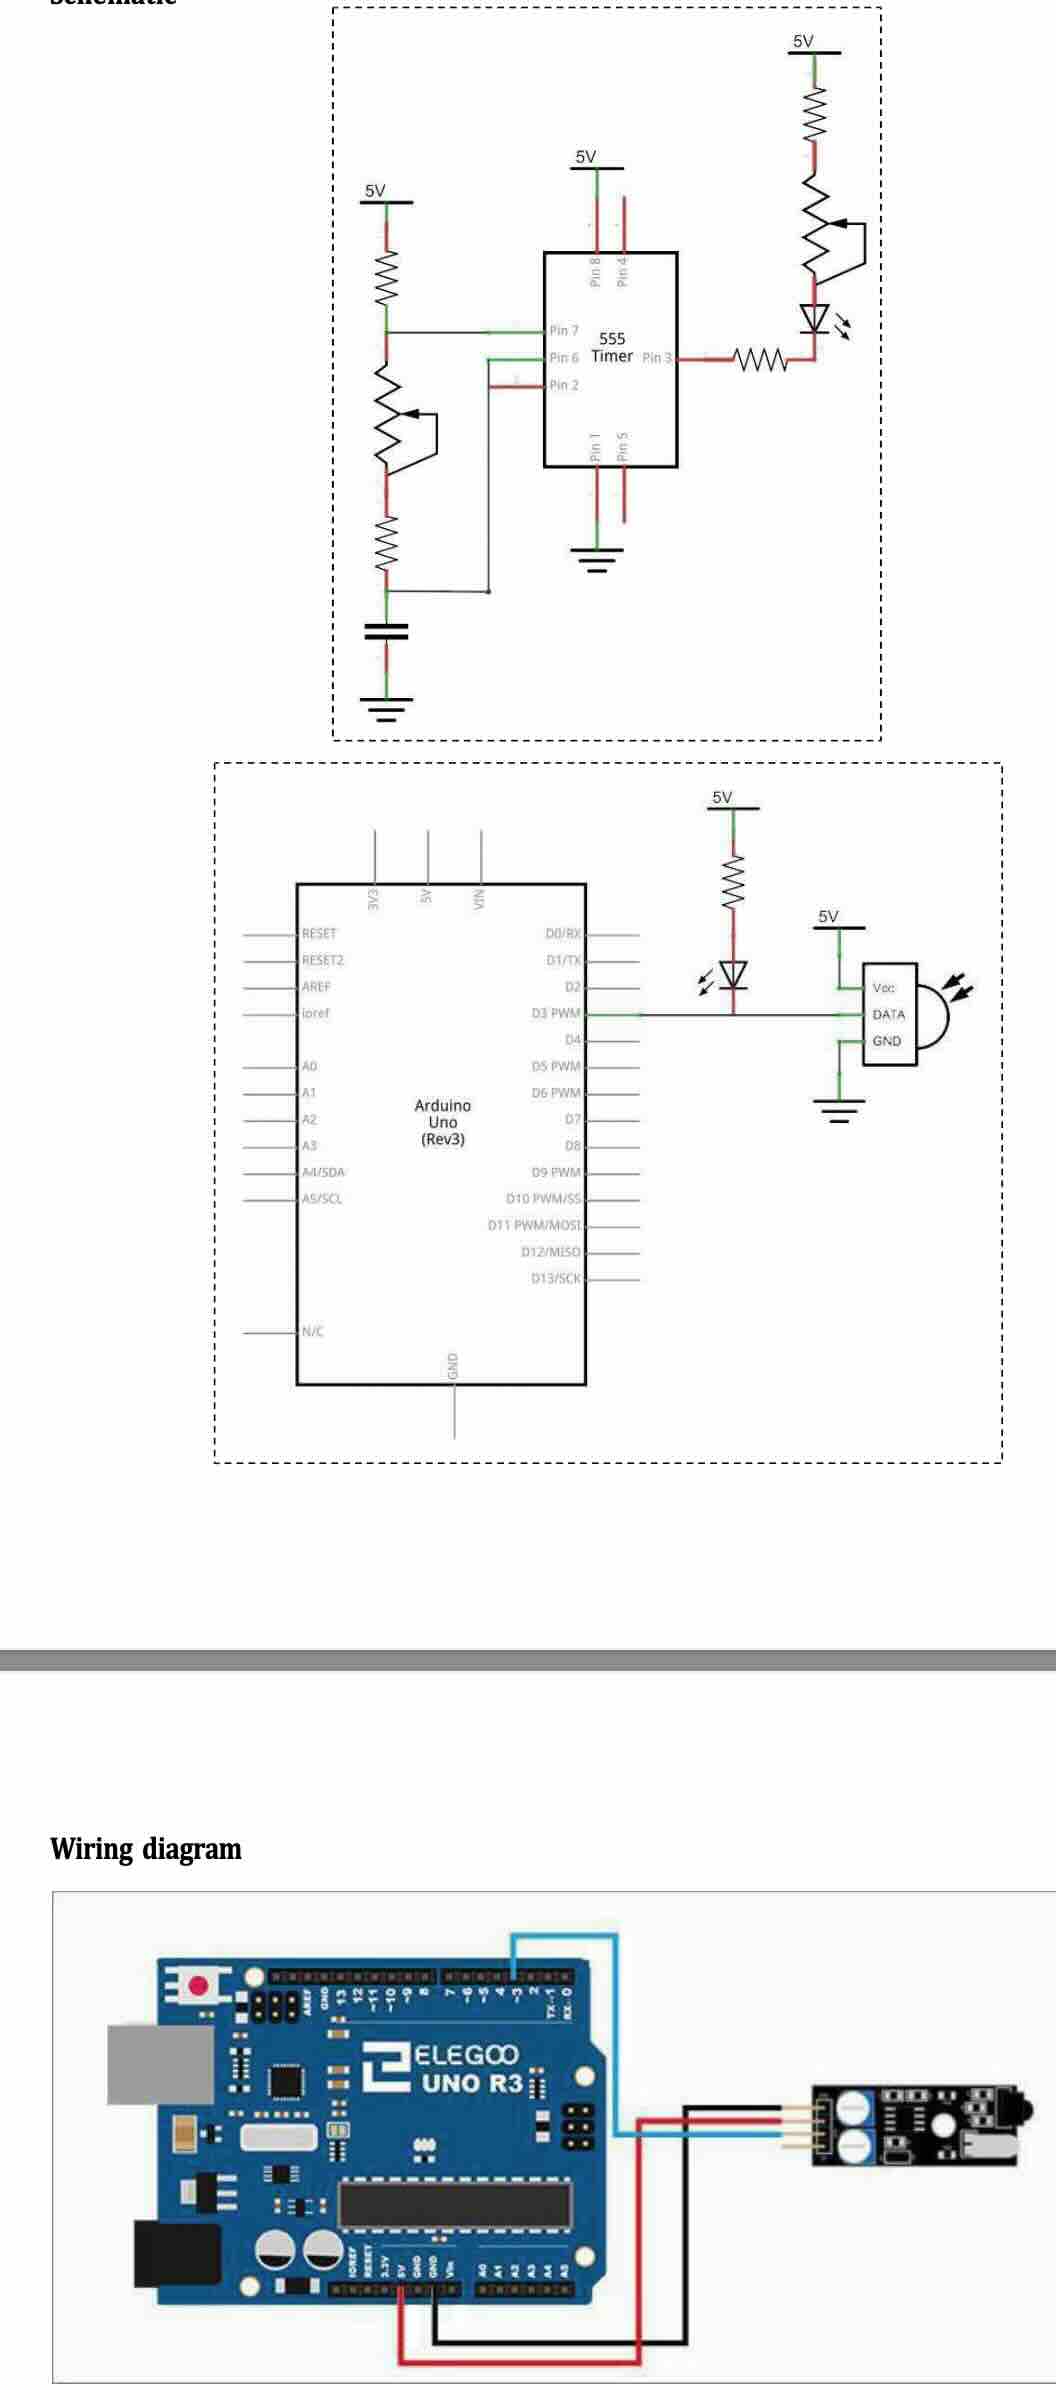 schematic
5V
5V
5V
Pin 8
Pin 4
Pin 7
Pin 6
Pin 2
555
Timer
Pin 3
Pin 1
Pin 5
5V
5V
3V3
5V
VIN
RESET
RESET2
AREF
ioref
A0
A1
A2
A3
A4/SDA
A5/SCL
N/C
Arduino
Uno
(Rev3)
D0/RX
D1/TX
D2
D3 PWM
D4
D5 PWM
D6 PWM
D7
D8
D9 PWM
D10 PWM/SS
D11 PWM/MOSI
D12/MISO
D13/SCK
GND
Vcc
DATA
GND
Wiring diagram
AREF
GND
13
12
~11
~10
~9
8
7
~6
~5
4
~3
2
TX→1
RX←0
ELEGOO
UNO R3
IOREF
RESET
3.3V
5V
GND
GND
Vin
A0
A1
A2
A3
A4
A5